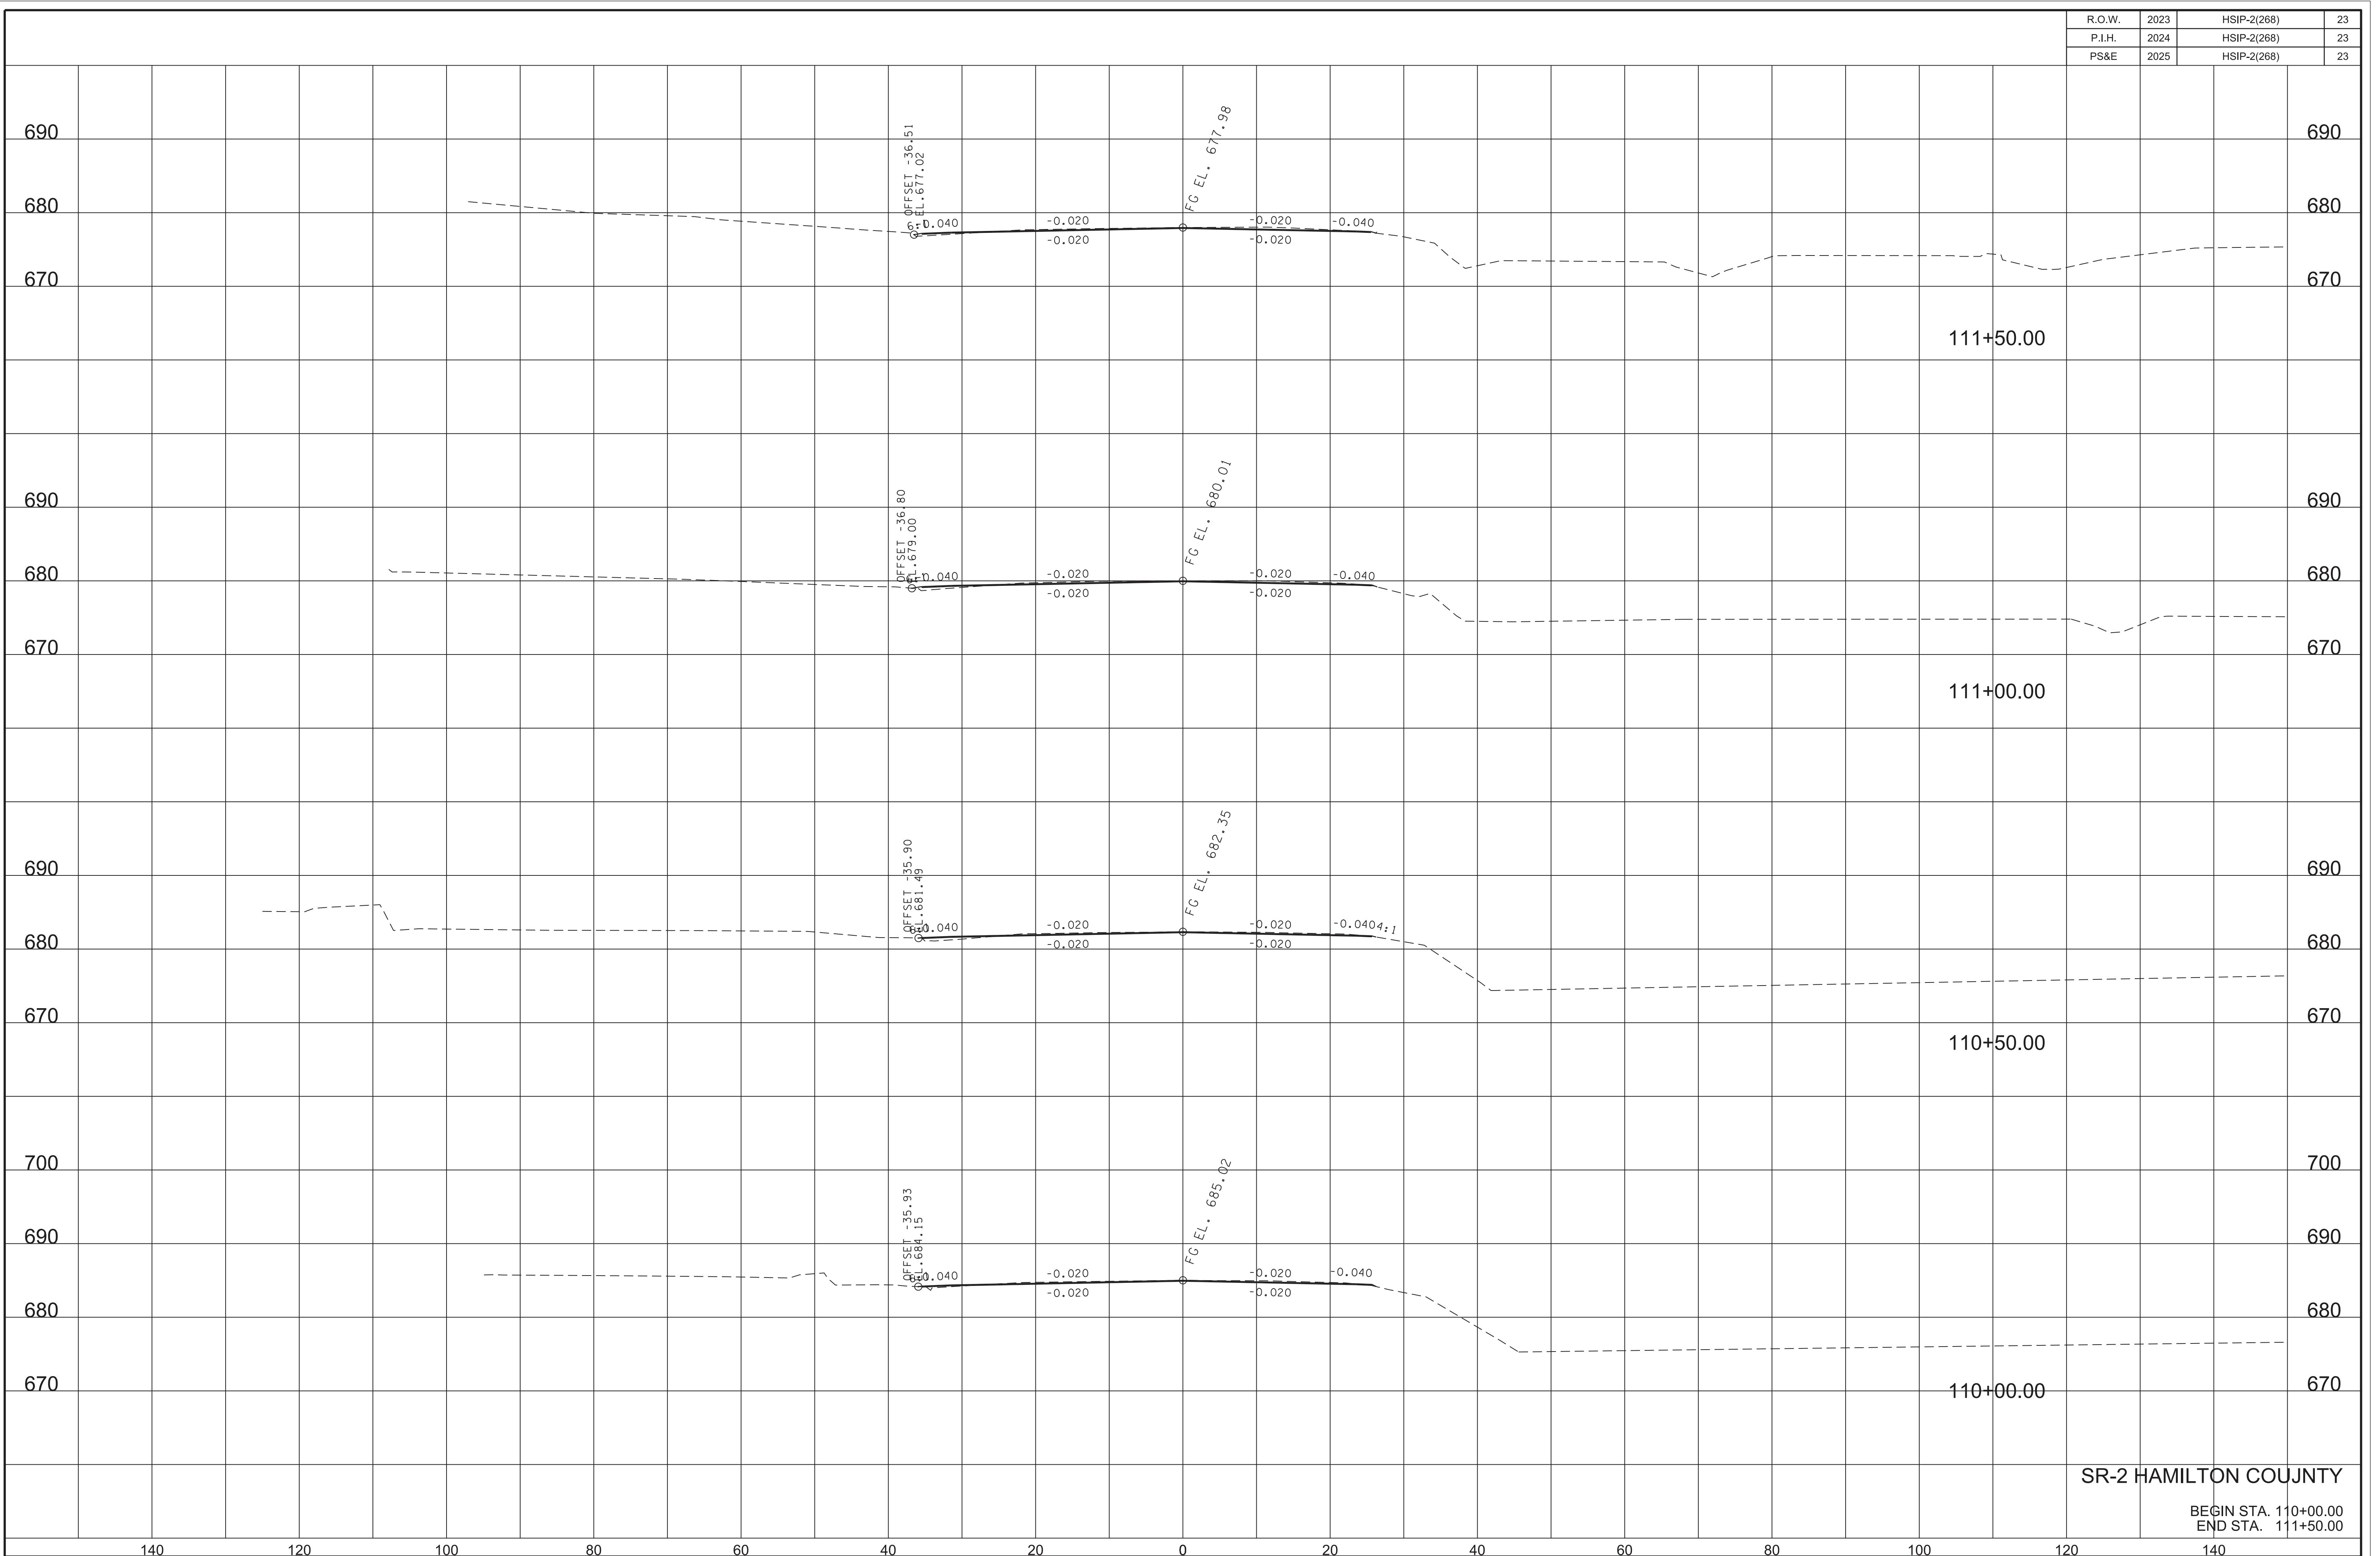 R.O.W. 2023 HSIP-2(268) 23
P.I.H. 2024 HSIP-2(268) 23
PS&E 2025 HSIP-2(268) 23
690 690
680 680
670 670
OFFSET -36.51
EL.677.02
FG EL. 677.98
6:1 -0.040 -0.020 -0.020 -0.040
-0.020 -0.020
111+50.00
690 690
680 680
670 670
OFFSET -36.80
EL.679.00
FG EL. 680.01
-0.040 -0.020 -0.020 -0.040
-0.020 -0.020
111+00.00
690 690
680 680
670 670
OFFSET -35.90
EL.681.49
FG EL. 682.35
-0.040 -0.020 -0.020 -0.040 4:1
-0.020 -0.020
110+50.00
700 700
690 690
680 680
670 670
OFFSET -35.93
EL.684.15
FG EL. 685.02
-0.040 -0.020 -0.020 -0.040
-0.020 -0.020
110+00.00
SR-2 HAMILTON COUJNTY
BEGIN STA. 110+00.00
END STA. 111+50.00
140 120 100 80 60 40 20 0 20 40 60 80 100 120 140